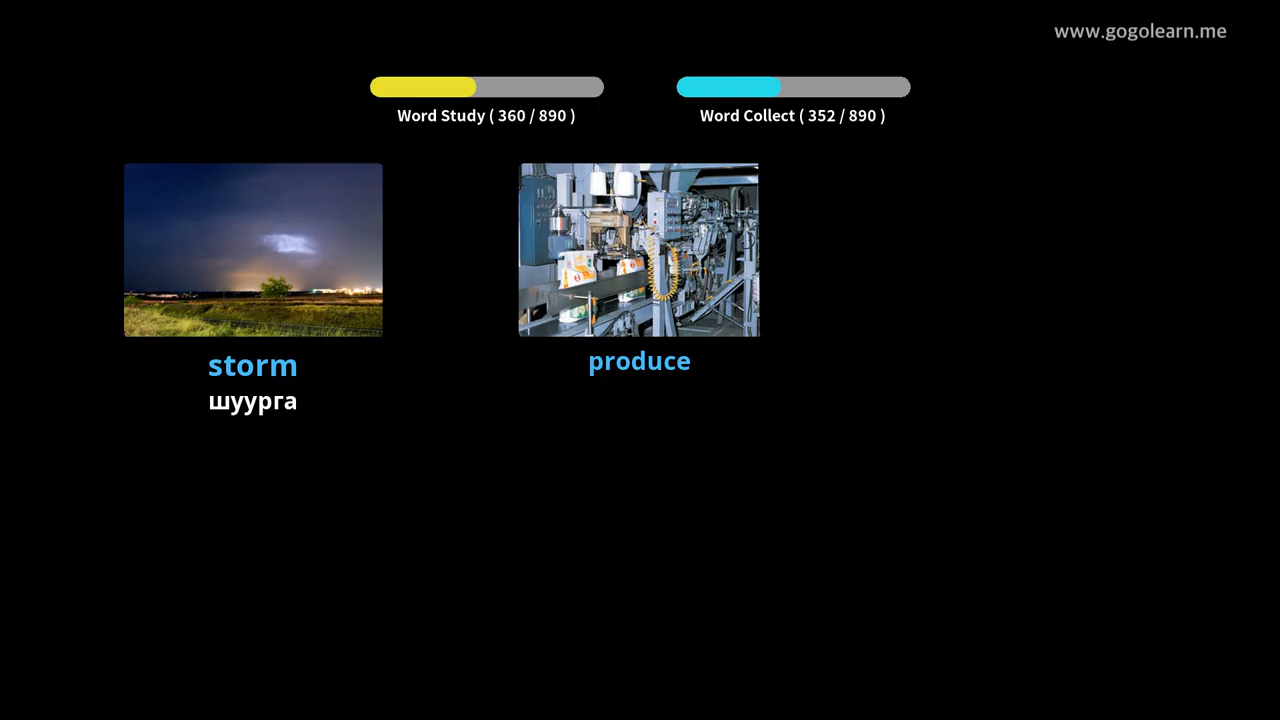 www.gogolearn.me
Word Study ( 360 / 890 )
Word Collect ( 352 / 890 )
storm
шуурга
produce